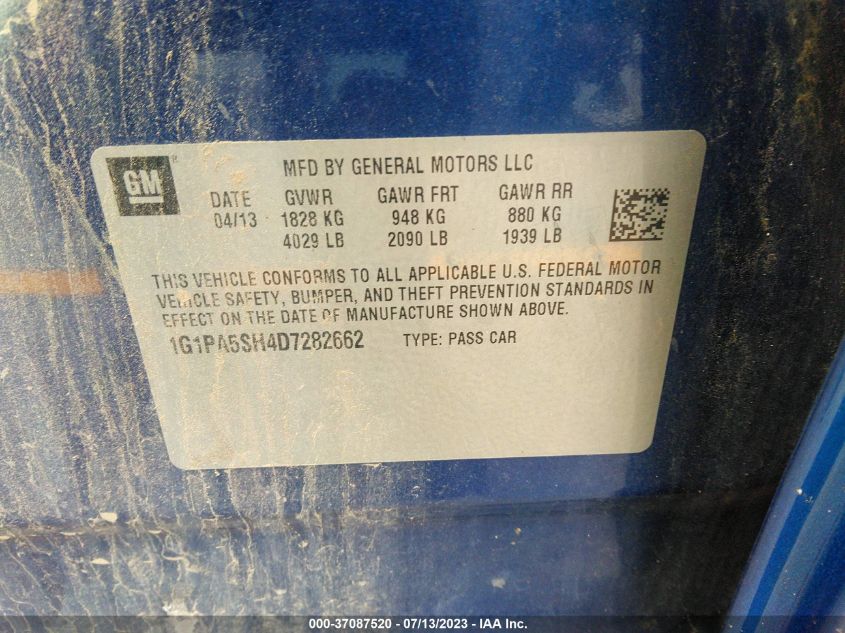 GM ®
MFD BY GENERAL MOTORS LLC
DATE GVWR GAWR FRT GAWR RR
04/13 1828 KG 948 KG 880 KG
4029 LB 2090 LB 1939 LB
THIS VEHICLE CONFORMS TO ALL APPLICABLE U.S. FEDERAL MOTOR
VEHICLE SAFETY, BUMPER, AND THEFT PREVENTION STANDARDS IN
EFFECT ON THE DATE OF MANUFACTURE SHOWN ABOVE.
1G1PA5SH4D7282662 TYPE: PASS CAR
000-37087520 - 07/13/2023 - IAA Inc.